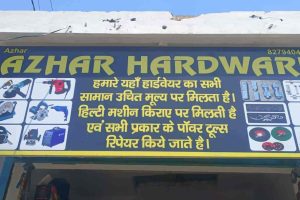 Azhar
AZHAR HARDWAR
हमारे यहाँ हार्डवेयर का सभी
सामान उचित मूल्य पर मिलता है।
हिल्टी मशीन किराए पर मिलती है
एवं सभी प्रकार के पॉवर टूल्स
रिपेयर किये जाते है।